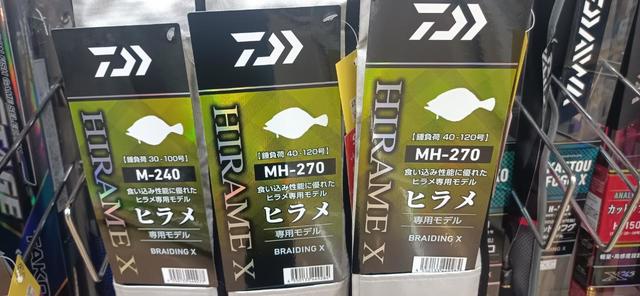 HIRAME X
【錘負荷 30-100号】
M-240
食い込み性能に優れた
ヒラメ専用モデル
ヒラメ
専用モデル
BRAIDING X
HIRAME X
【錘負荷 40-120号】
MH-270
食い込み性能に優れた
ヒラメ専用モデル
ヒラメ
専用モデル
BRAIDING X
HIRAME X
【錘負荷 40-120号】
MH-270
食い込み性能に優れた
ヒラメ専用モデル
ヒラメ
専用モデル
BRAIDING X
DAIWA